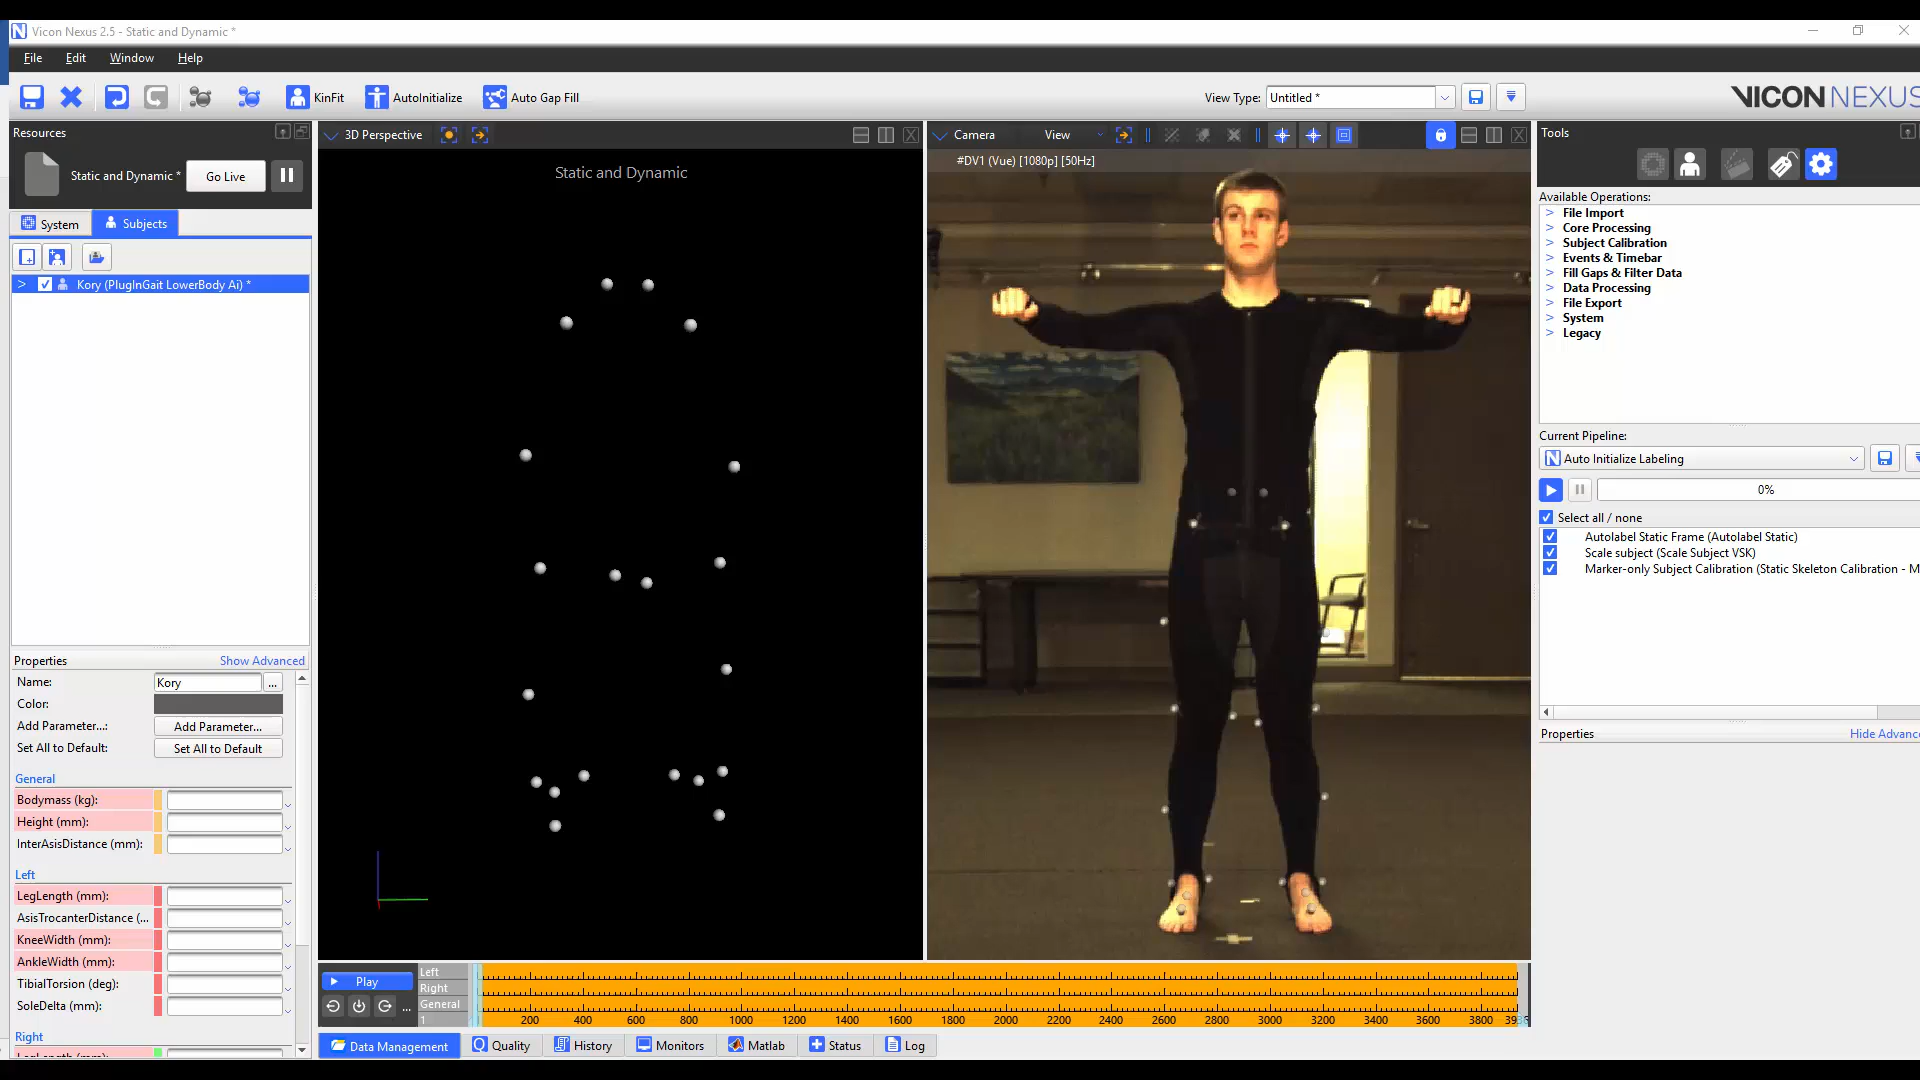 Vicon Nexus 2.5 - Static and Dynamic *
File Edit Window Help
KinFit AutoInitialize Auto Gap Fill
View Type: Untitled *
VICON NEXUS
Resources
Static and Dynamic * Go Live
System Subjects
Kory (PlugInGait LowerBody Ai) *
Properties Show Advanced
Name: Kory ...
Color:
Add Parameter...: Add Parameter...
Set All to Default: Set All to Default
General
Bodymass (kg):
Height (mm):
InterAsisDistance (mm):
Left
LegLength (mm):
AsisTrocanterDistance (...
KneeWidth (mm):
AnkleWidth (mm):
TibialTorsion (deg):
SoleDelta (mm):
Right
LegLength (mm):
3D Perspective
Static and Dynamic
Camera View
#DV1 (Vue) [1080p] [50Hz]
Play
...
Left
Right
General
1 200 400 600 800 1000 1200 1400 1600 1800 2000 2200 2400 2600 2800 3000 3200 3400 3600 3800
Data Management Quality History Monitors Matlab Status Log
Tools
Available Operations:
> File Import
> Core Processing
> Subject Calibration
> Events & Timebar
> Fill Gaps & Filter Data
> Data Processing
> File Export
> System
> Legacy
Current Pipeline:
Auto Initialize Labeling
0%
Select all / none
Autolabel Static Frame (Autolabel Static)
Scale subject (Scale Subject VSK)
Marker-only Subject Calibration (Static Skeleton Calibration - M
Properties Hide Advanc